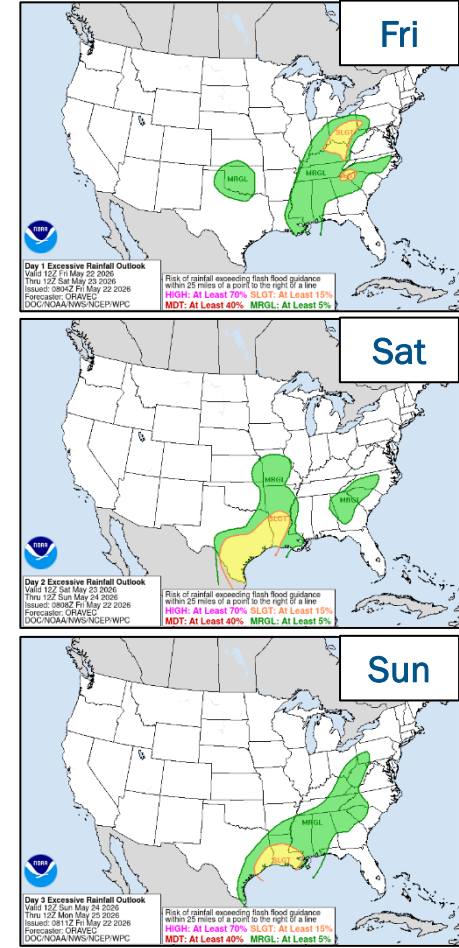 Fri
SLGT
MRGL
MRGL
SLGT
NOAA
Day 1 Excessive Rainfall Outlook
Valid 12Z Fri May 22 2026
Thru 12Z Sat May 23 2026
Issued: 0804Z Fri May 22 2026
Forecaster: ORAVEC
DOC/NOAA/NWS/NCEP/WPC
Risk of rainfall exceeding flash flood guidance
within 25 miles of a point to the right of a line
HIGH: At Least 70% SLGT: At Least 15%
MDT: At Least 40% MRGL: At Least 5%
Sat
MRGL
MRGL
SLGT
NOAA
Day 2 Excessive Rainfall Outlook
Valid 12Z Sat May 23 2026
Thru 12Z Sun May 24 2026
Issued: 0808Z Fri May 22 2026
Forecaster: ORAVEC
DOC/NOAA/NWS/NCEP/WPC
Risk of rainfall exceeding flash flood guidance
within 25 miles of a point to the right of a line
HIGH: At Least 70% SLGT: At Least 15%
MDT: At Least 40% MRGL: At Least 5%
Sun
MRGL
SLGT
NOAA
Day 3 Excessive Rainfall Outlook
Valid 12Z Sun May 24 2026
Thru 12Z Mon May 25 2026
Issued: 0811Z Fri May 22 2026
Forecaster: ORAVEC
DOC/NOAA/NWS/NCEP/WPC
Risk of rainfall exceeding flash flood guidance
within 25 miles of a point to the right of a line
HIGH: At Least 70% SLGT: At Least 15%
MDT: At Least 40% MRGL: At Least 5%